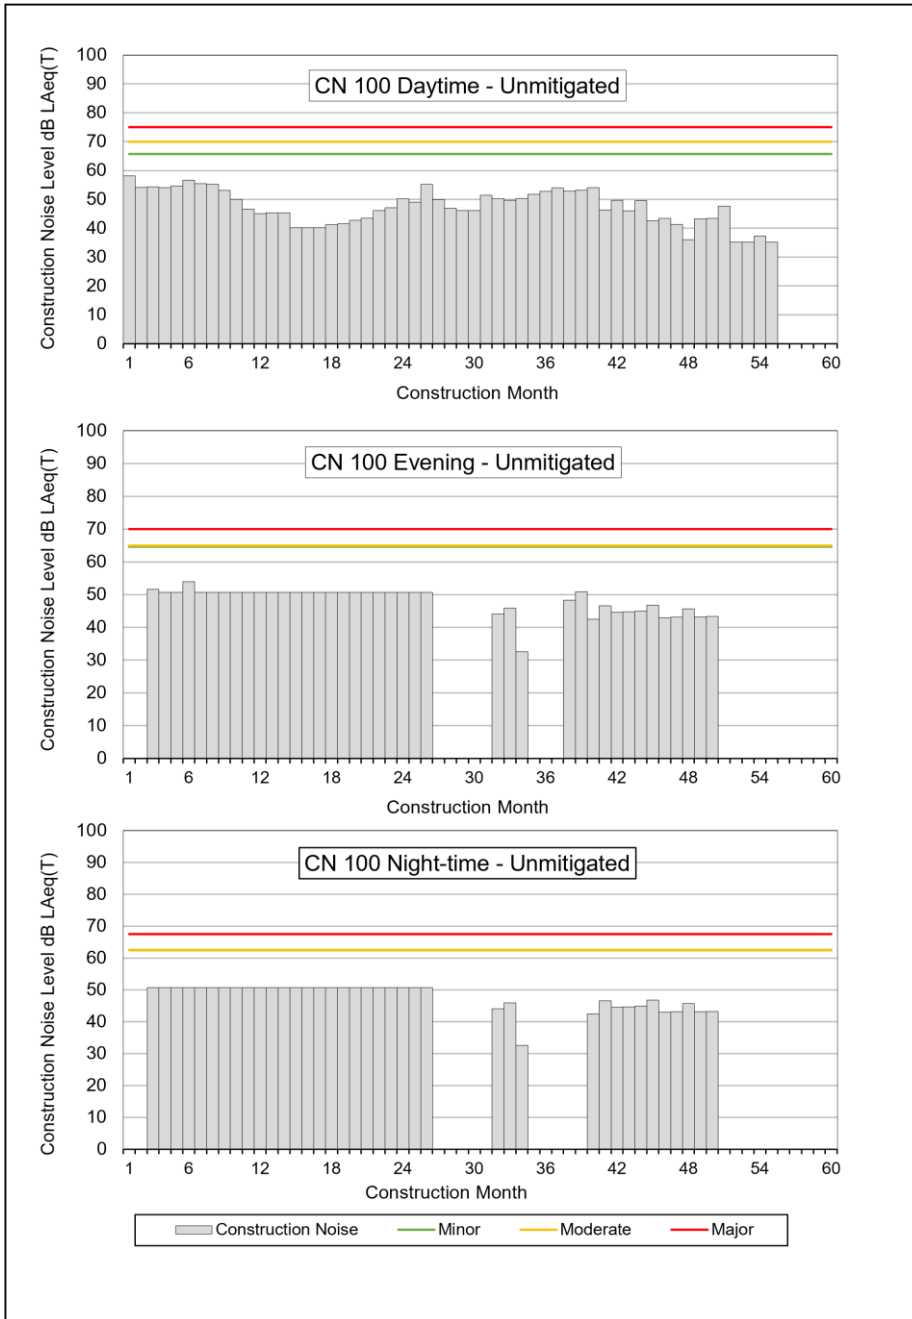 CN 100 Daytime - Unmitigated
Construction Noise Level dB LAeq(T)
100
90
80
70
60
50
40
30
20
10
0
1 6 12 18 24 30 36 42 48 54 60
Construction Month
CN 100 Evening - Unmitigated
Construction Noise Level dB LAeq(T)
100
90
80
70
60
50
40
30
20
10
0
1 6 12 18 24 30 36 42 48 54 60
Construction Month
CN 100 Night-time - Unmitigated
Construction Noise Level dB LAeq(T)
100
90
80
70
60
50
40
30
20
10
0
1 6 12 18 24 30 36 42 48 54 60
Construction Month
Construction Noise Minor Moderate Major